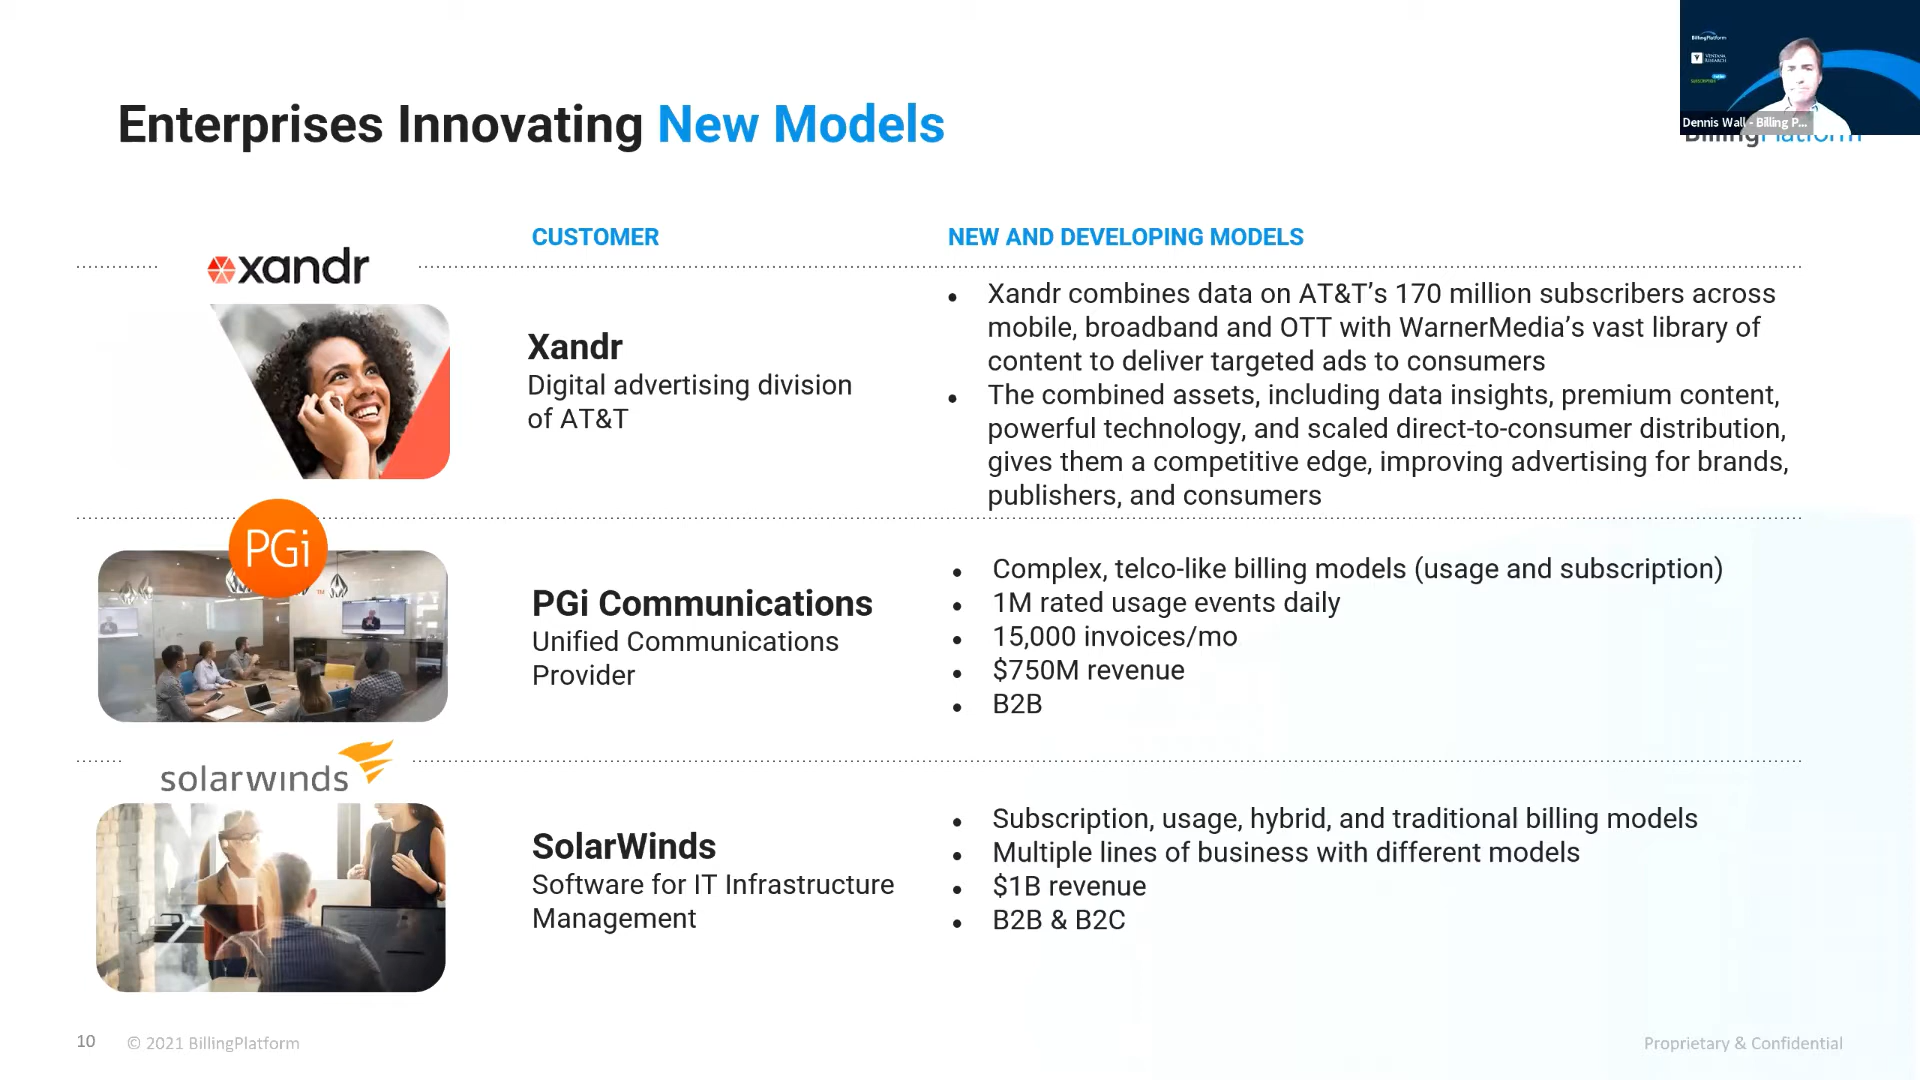 BillingPlatform
VENTANA
RESEARCH
Dennis Wall - Billing P...
Enterprises Innovating New Models
CUSTOMER
NEW AND DEVELOPING MODELS
xandr
Xandr
Digital advertising division
of AT&T
• Xandr combines data on AT&T’s 170 million subscribers across
mobile, broadband and OTT with WarnerMedia’s vast library of
content to deliver targeted ads to consumers
• The combined assets, including data insights, premium content,
powerful technology, and scaled direct-to-consumer distribution,
gives them a competitive edge, improving advertising for brands,
publishers, and consumers
PGi
TM
PGi Communications
Unified Communications
Provider
• Complex, telco-like billing models (usage and subscription)
• 1M rated usage events daily
• 15,000 invoices/mo
• $750M revenue
• B2B
solarwinds
SolarWinds
Software for IT Infrastructure
Management
• Subscription, usage, hybrid, and traditional billing models
• Multiple lines of business with different models
• $1B revenue
• B2B & B2C
10
© 2021 BillingPlatform
Proprietary & Confidential